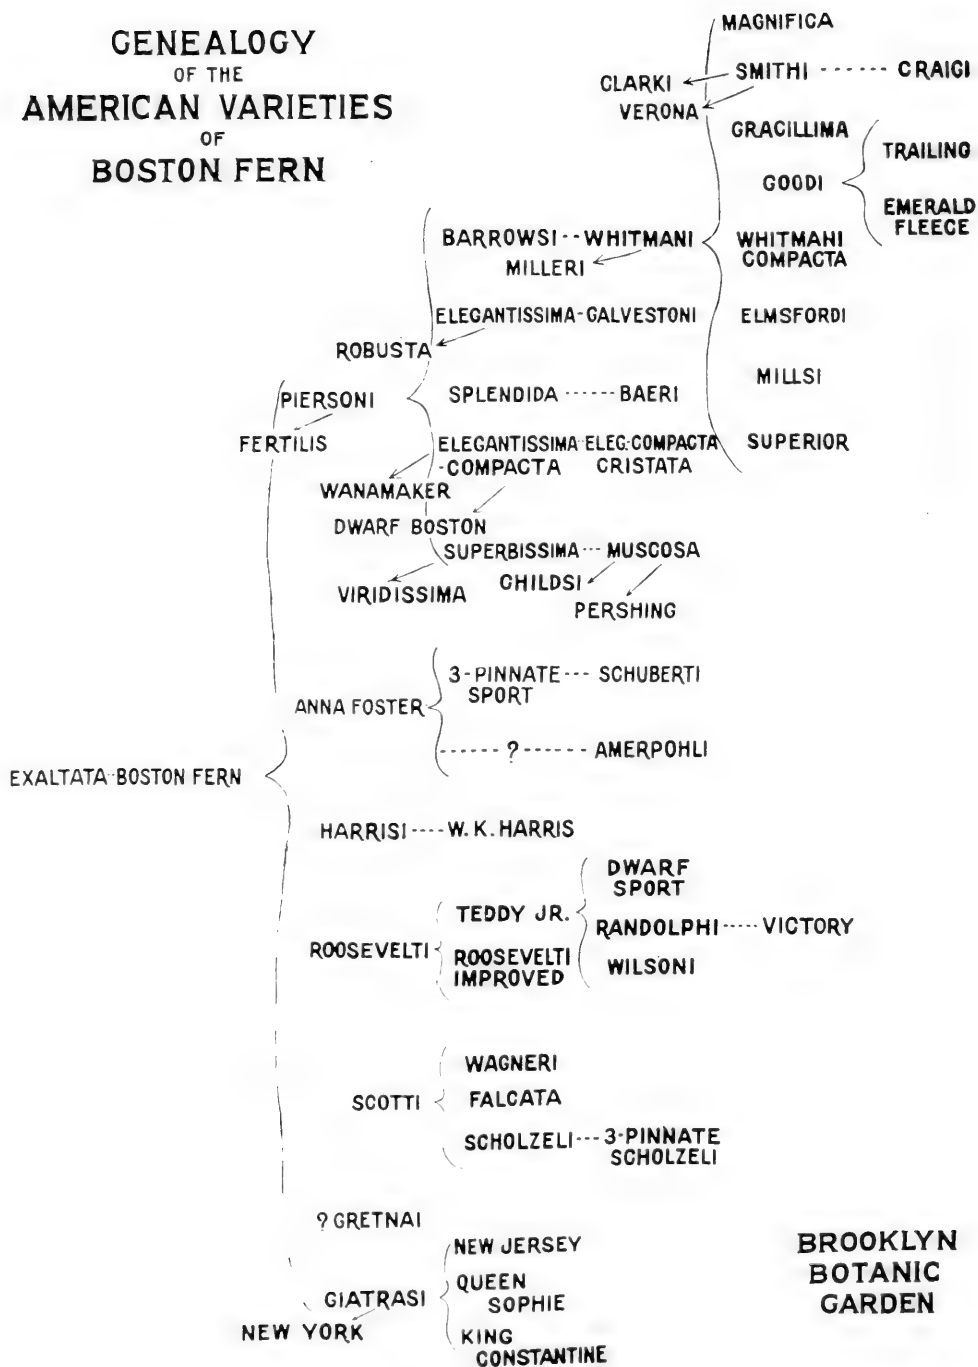 GENEALOGY
OF THE
AMERICAN VARIETIES
OF
BOSTON FERN
MAGNIFICA
CLARKI
SMITHI ------ CRAIGI
VERONA
GRACILLIMA
GOODI
TRAILING
EMERALD
FLEECE
BARROWSI -- WHITMANI
MILLERI
WHITMANI
COMPACTA
ELEGANTISSIMA-GALVESTONI
ELMSFORDI
ROBUSTA
MILLSI
PIERSONI
SPLENDIDA ------ BAERI
FERTILIS
ELEGANTISSIMA-ELEG.-COMPACTA
-COMPACTA CRISTATA
SUPERIOR
WANAMAKER
DWARF BOSTON
SUPERBISSIMA --- MUSCOSA
VIRIDISSIMA
CHILDSI
PERSHING
ANNA FOSTER
3-PINNATE --- SCHUBERTI
SPORT
------ ? ------ AMERPOHLI
EXALTATA--BOSTON FERN
HARRISI ---- W. K. HARRIS
ROOSEVELTI
TEDDY JR.
ROOSEVELTI
IMPROVED
DWARF
SPORT
RANDOLPHI ----- VICTORY
WILSONI
SCOTTI
WAGNERI
FALCATA
SCHOLZELI --- 3-PINNATE
SCHOLZELI
? GRETNAI
GIATRASI
NEW YORK
NEW JERSEY
QUEEN
SOPHIE
KING
CONSTANTINE
BROOKLYN
BOTANIC
GARDEN